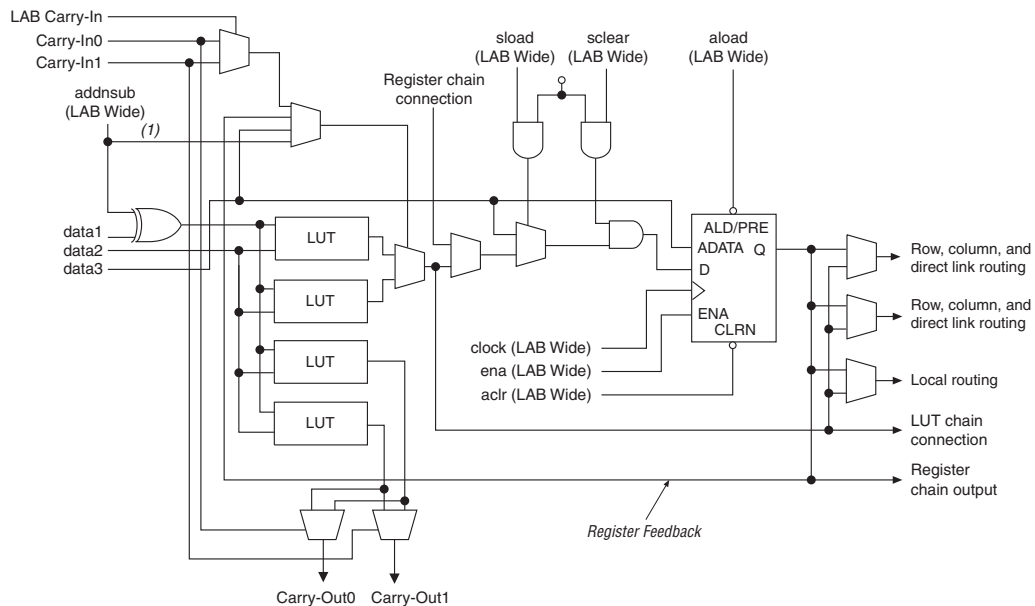 LAB Carry-In
Carry-In0
Carry-In1
addnsub
(LAB Wide)
(1)
Register chain
connection
sload
(LAB Wide)
sclear
(LAB Wide)
aload
(LAB Wide)
data1
data2
data3
LUT
LUT
LUT
LUT
ALD/PRE
ADATA
Q
D
ENA
CLRN
clock (LAB Wide)
ena (LAB Wide)
aclr (LAB Wide)
Row, column, and
direct link routing
Row, column, and
direct link routing
Local routing
LUT chain
connection
Register
chain output
Register Feedback
Carry-Out0
Carry-Out1